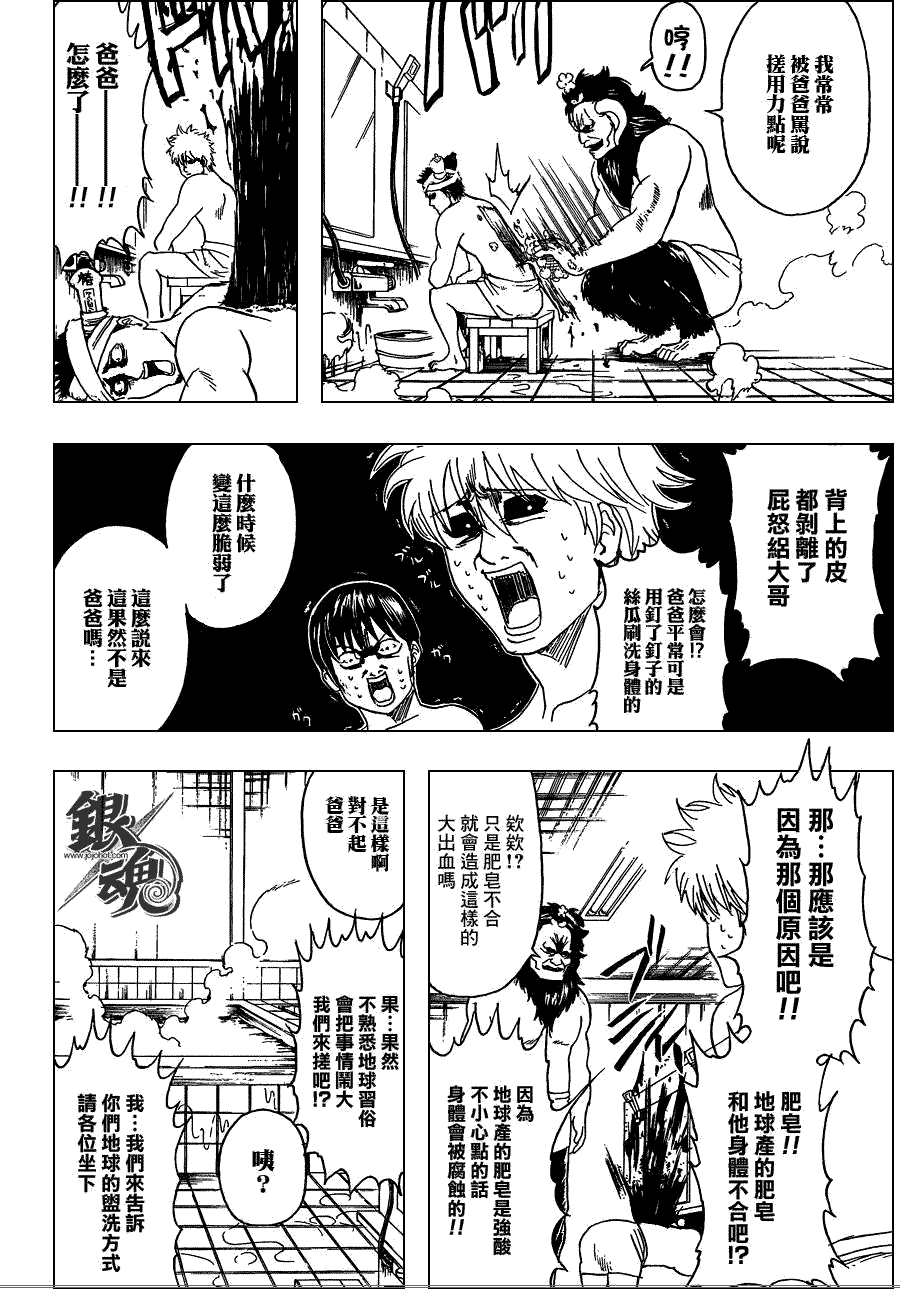 我常常
被爸爸罵說
搓用力點呢
哼!!
爸爸——!!
怎麼了——!!
背上的皮
都剝離了
屁怒絽大哥
怎麼會!?
爸爸平常可是
用釘了釘子的
絲瓜刷洗身體的
什麼時候
變這麼脆弱了
這麼說來
這果然不是
爸爸嗎…
那…那應該是
因為那個原因吧!!
肥皂!!
地球產的肥皂
和他身體不合吧!?
欸欸!?
只是肥皂不合
就會造成這樣的
大出血嗎
因為
地球產的肥皂是強酸
不小心點的話
身體會被腐蝕的!!
是這樣啊
對不起
爸爸
果…果然
不熟悉地球習俗
會把事情鬧大
我們來搓吧!?
咦?
我…我們來告訴
你們地球的盥洗方式
請各位坐下
銀魂
www.jojohot.com